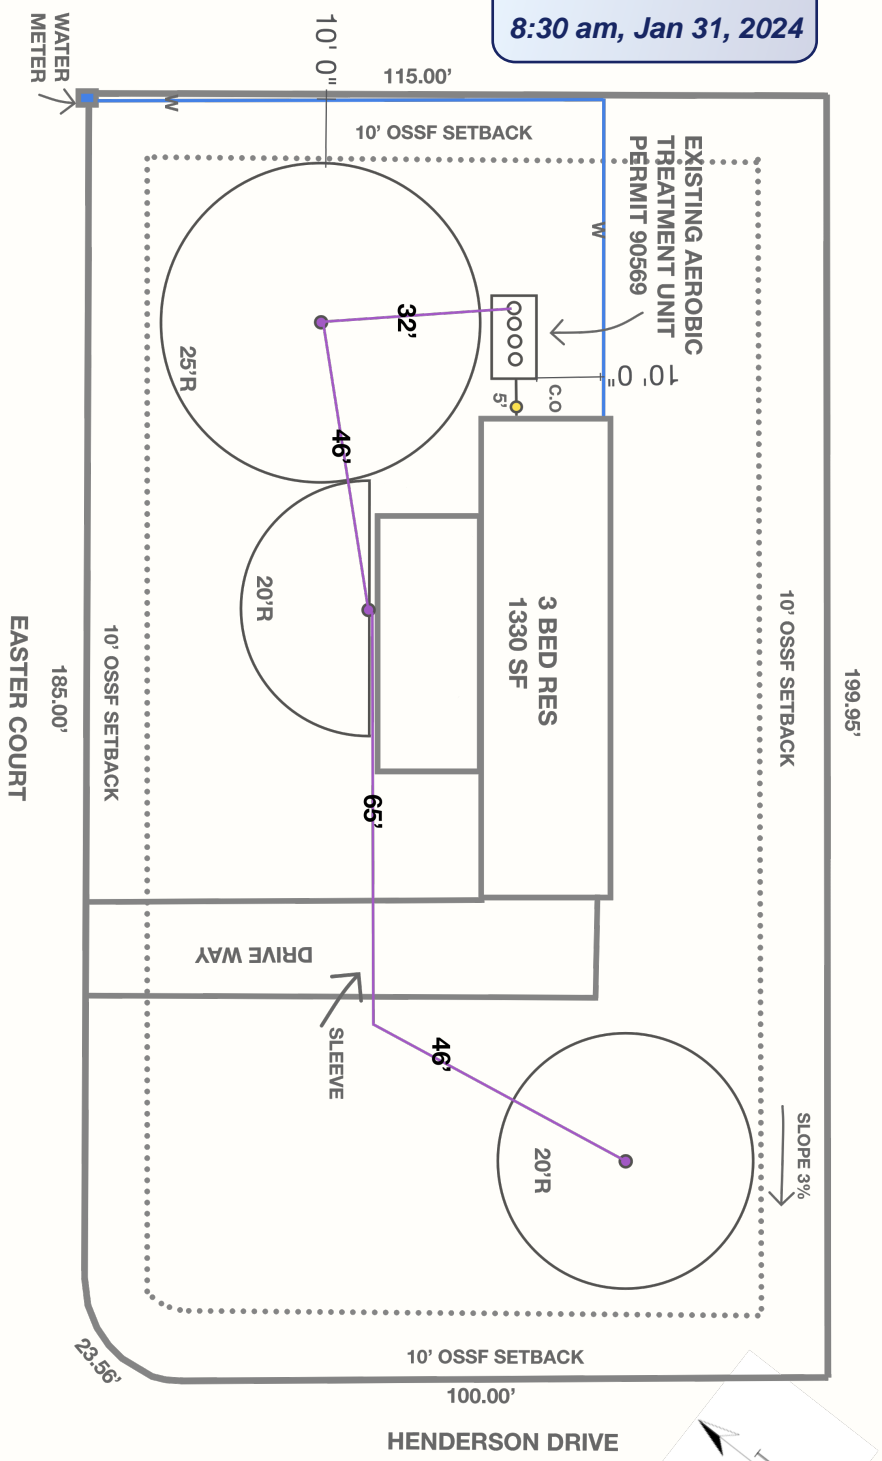 8:30 am, Jan 31, 2024
WATER
METER
10' 0"
115.00'
W
10' OSSF SETBACK
EXISTING AEROBIC
TREATMENT UNIT
PERMIT 90569
W
32'
25'R
10' 0"
C.O
5'
46'
20'R
3 BED RES
1330 SF
10' OSSF SETBACK
199.95'
10' OSSF SETBACK
185.00'
EASTER COURT
65'
DRIVE WAY
SLEEVE
46'
20'R
SLOPE 3%
23.56'
10' OSSF SETBACK
100.00'
HENDERSON DRIVE